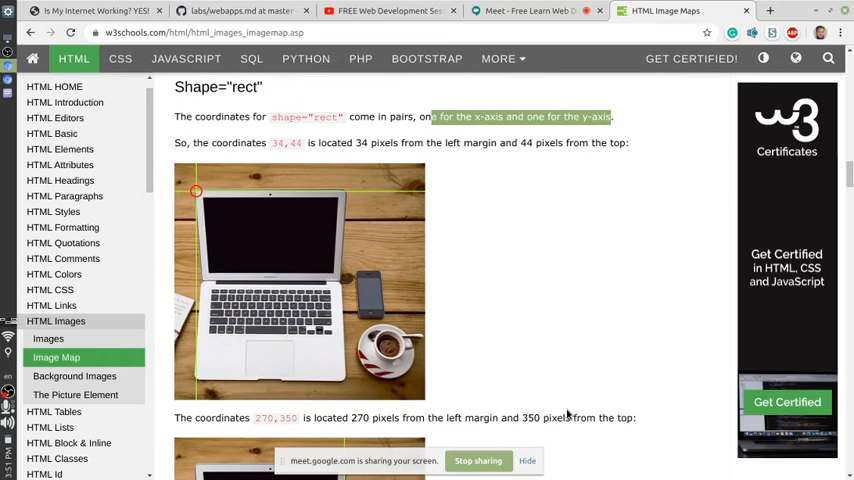 Is My Internet Working? YES!
labs/webapps.md at master
FREE Web Development Ses
Meet - Free Learn Web D
HTML Image Maps
w3schools.com/html/html_images_imagemap.asp
HTML CSS JAVASCRIPT SQL PYTHON PHP BOOTSTRAP MORE GET CERTIFIED!
HTML HOME
HTML Introduction
HTML Editors
HTML Basic
HTML Elements
HTML Attributes
HTML Headings
HTML Paragraphs
HTML Styles
HTML Formatting
HTML Quotations
HTML Comments
HTML Colors
HTML CSS
HTML Links
HTML Images
Images
Image Map
Background Images
The Picture Element
HTML Tables
HTML Lists
HTML Block & Inline
HTML Classes
HTML Id
Shape="rect"
The coordinates for shape="rect" come in pairs, one for the x-axis and one for the y-axis.
So, the coordinates 34,44 is located 34 pixels from the left margin and 44 pixels from the top:
The coordinates 270,350 is located 270 pixels from the left margin and 350 pixels from the top:
w3
Certificates
Get Certified
in HTML, CSS
and JavaScript
Get Certified
meet.google.com is sharing your screen. Stop sharing Hide
en
3:51 PM